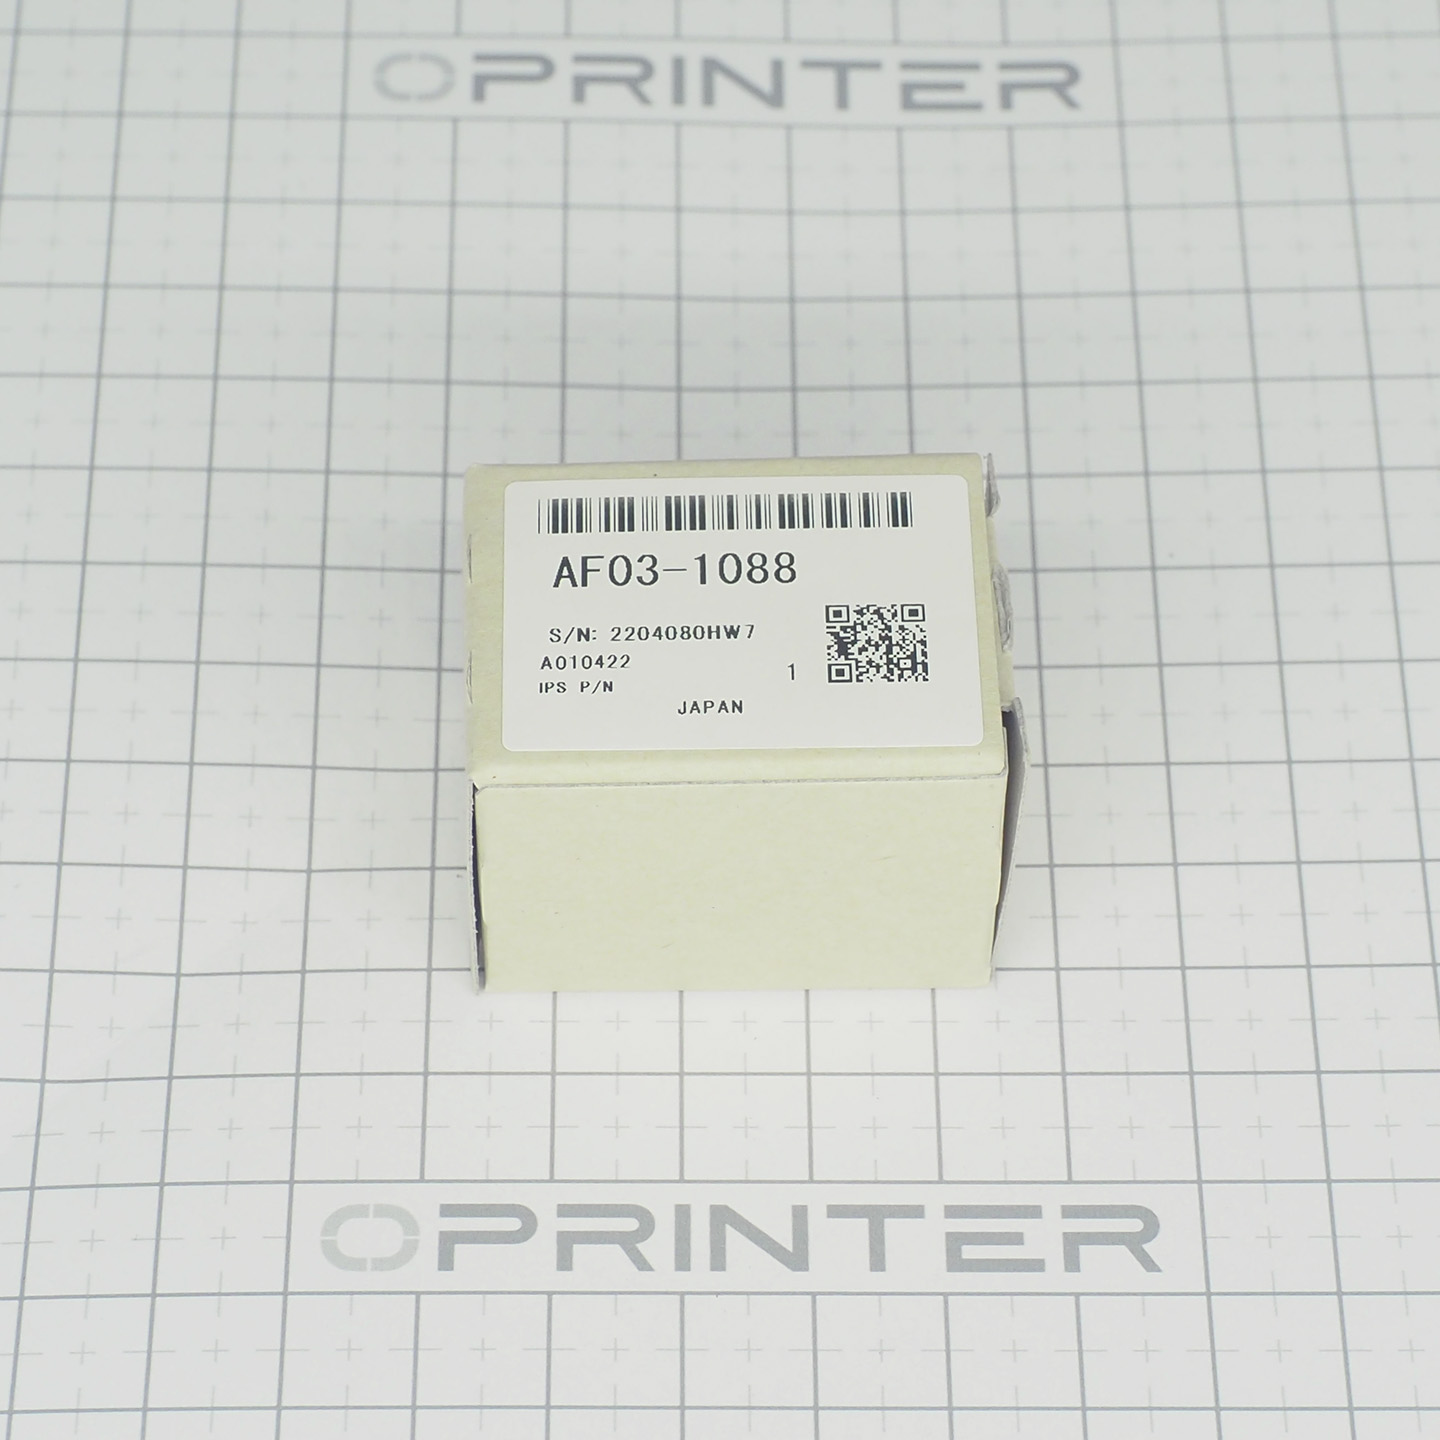 OPRINTER
AF03-1088
S/N: 2204080HW7
A010422
1
IPS P/N
JAPAN
OPRINTER